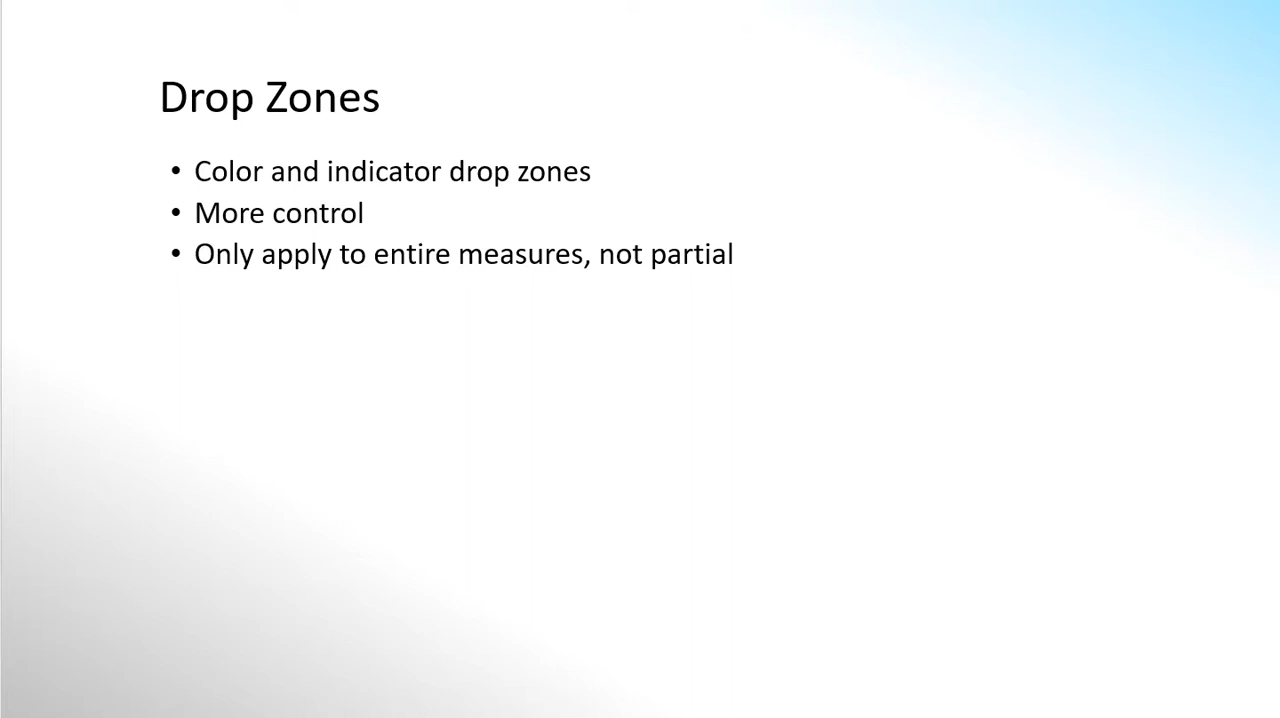 Drop Zones
• Color and indicator drop zones
• More control
• Only apply to entire measures, not partial